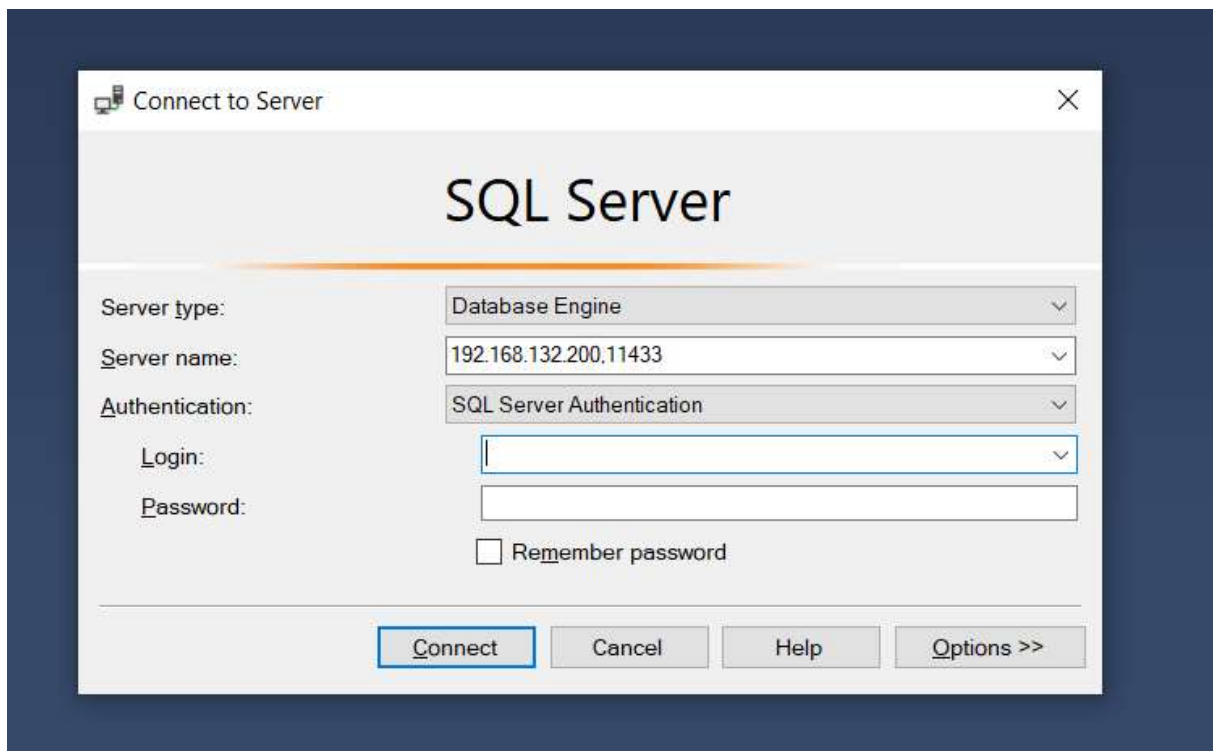 Connect to Server
SQL Server
Server type: Database Engine
Server name: 192.168.132.200,11433
Authentication: SQL Server Authentication
Login:
Password:
Remember password
Connect Cancel Help Options >>